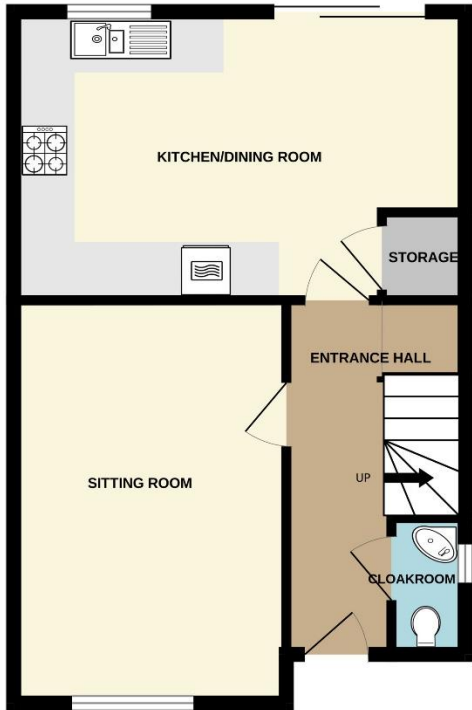 KITCHEN/DINING ROOM
STORAGE
ENTRANCE HALL
SITTING ROOM
UP
CLOAKROOM